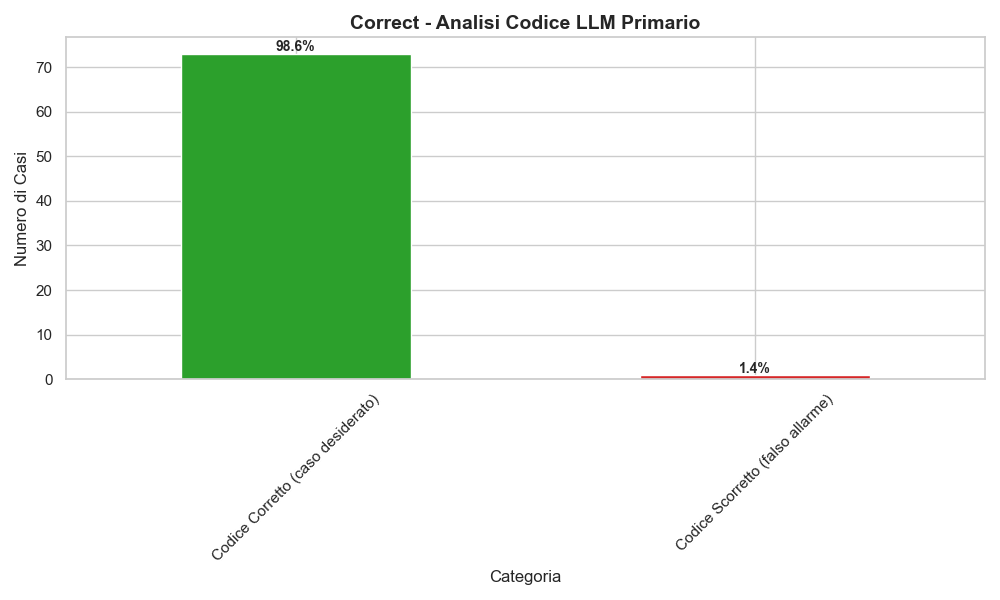 Correct - Analisi Codice LLM Primario
98.6%
1.4%
70
60
50
40
30
20
10
0
Numero di Casi
Codice Corretto (caso desiderato)
Codice Scorretto (falso allarme)
Categoria